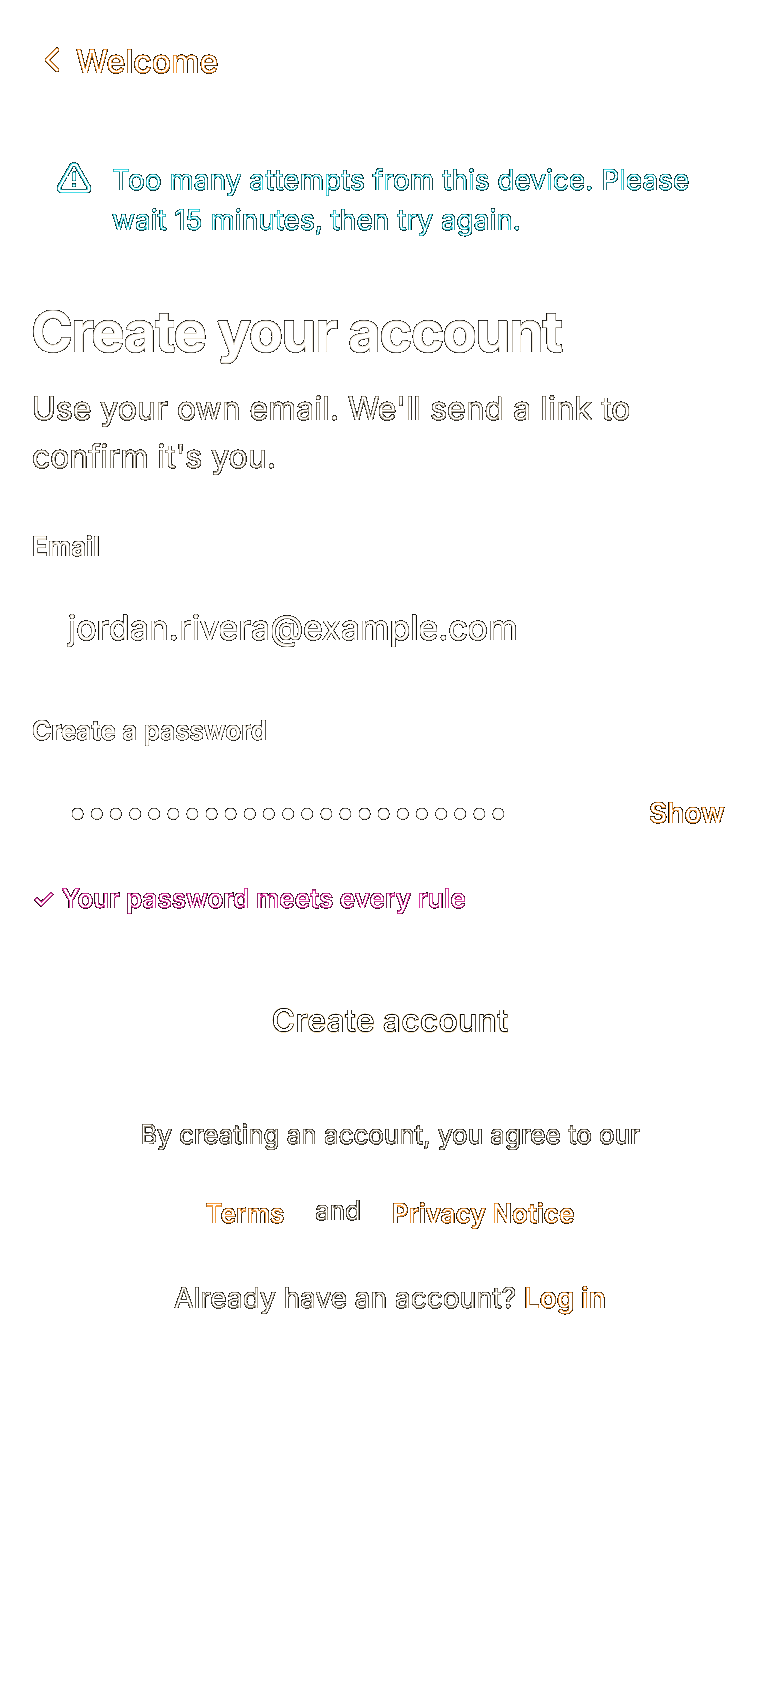 Welcome
Too many attempts from this device. Please
wait 15 minutes, then try again.
Create your account
Use your own email. We'll send a link to
confirm it's you.
Email
jordan.rivera@example.com
Create a password
Show
Your password meets every rule
Create account
By creating an account, you agree to our
Terms and Privacy Notice
Already have an account? Log in